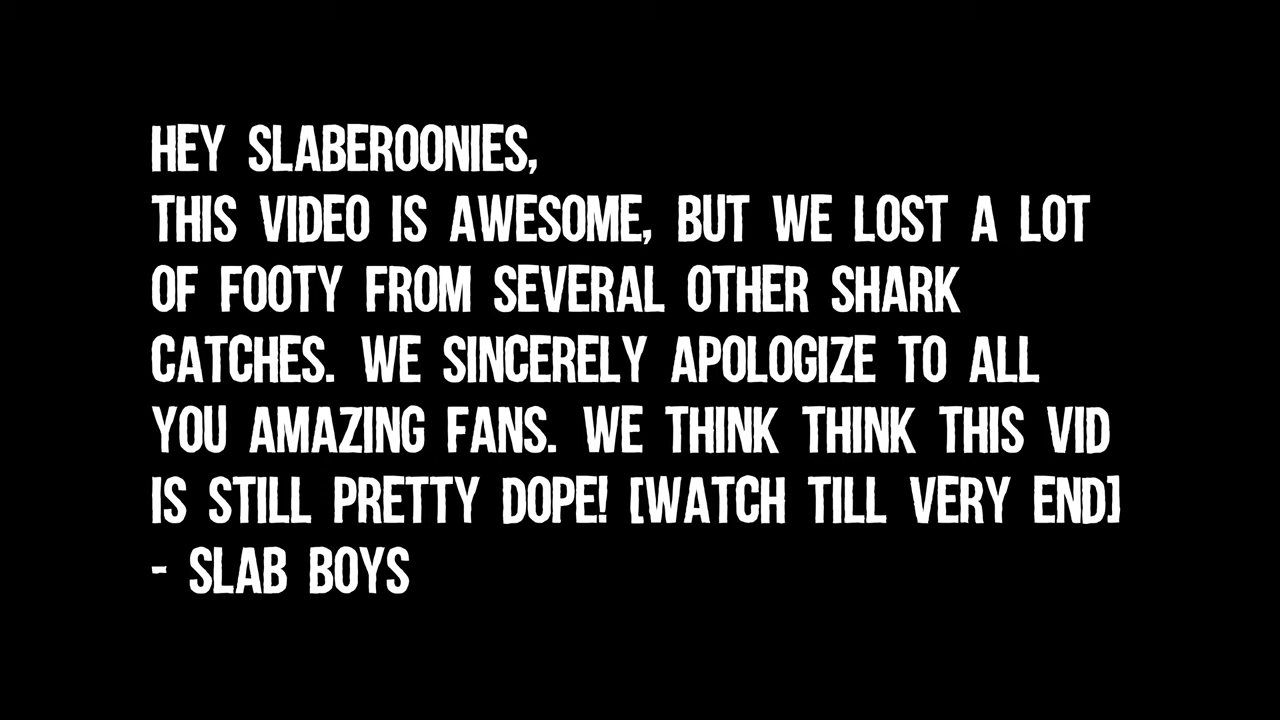 HEY SLABEROONIES,
THIS VIDEO IS AWESOME, BUT WE LOST A LOT
OF FOOTY FROM SEVERAL OTHER SHARK
CATCHES. WE SINCERELY APOLOGIZE TO ALL
YOU AMAZING FANS. WE THINK THINK THIS VID
IS STILL PRETTY DOPE! [WATCH TILL VERY END]
- SLAB BOYS